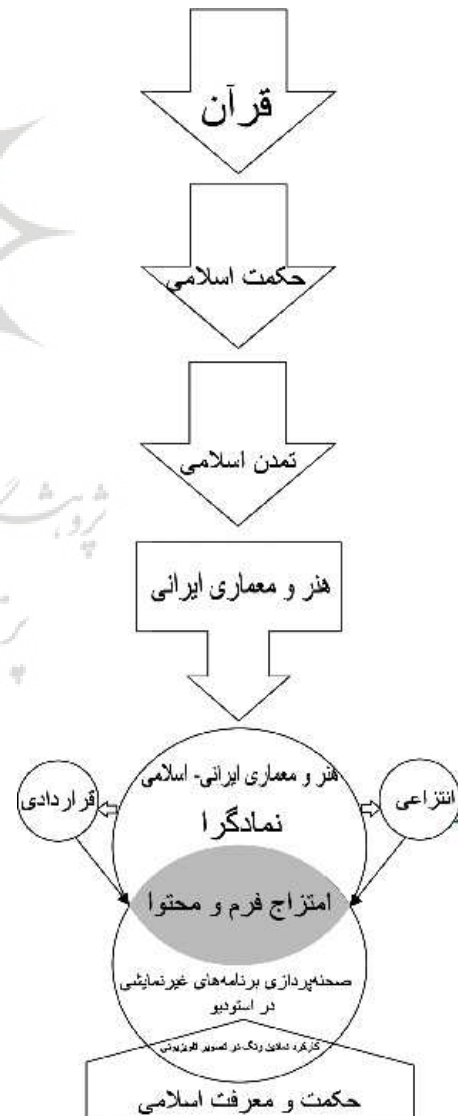 قرآن
حکمت اسلامی
تمدن اسلامی
هنر و معماری ایرانی
هنر و معماری ایرانی- اسلامی
نمادگرا
قراردادی
انتزاعی
امتزاج فرم و محتوا
صحنه‌پردازی برنامه‌های غیرنمایشی
در استودیو
کارکرد نمادین رنگ در تصویر تلویزیونی
حکمت و معرفت اسلامی